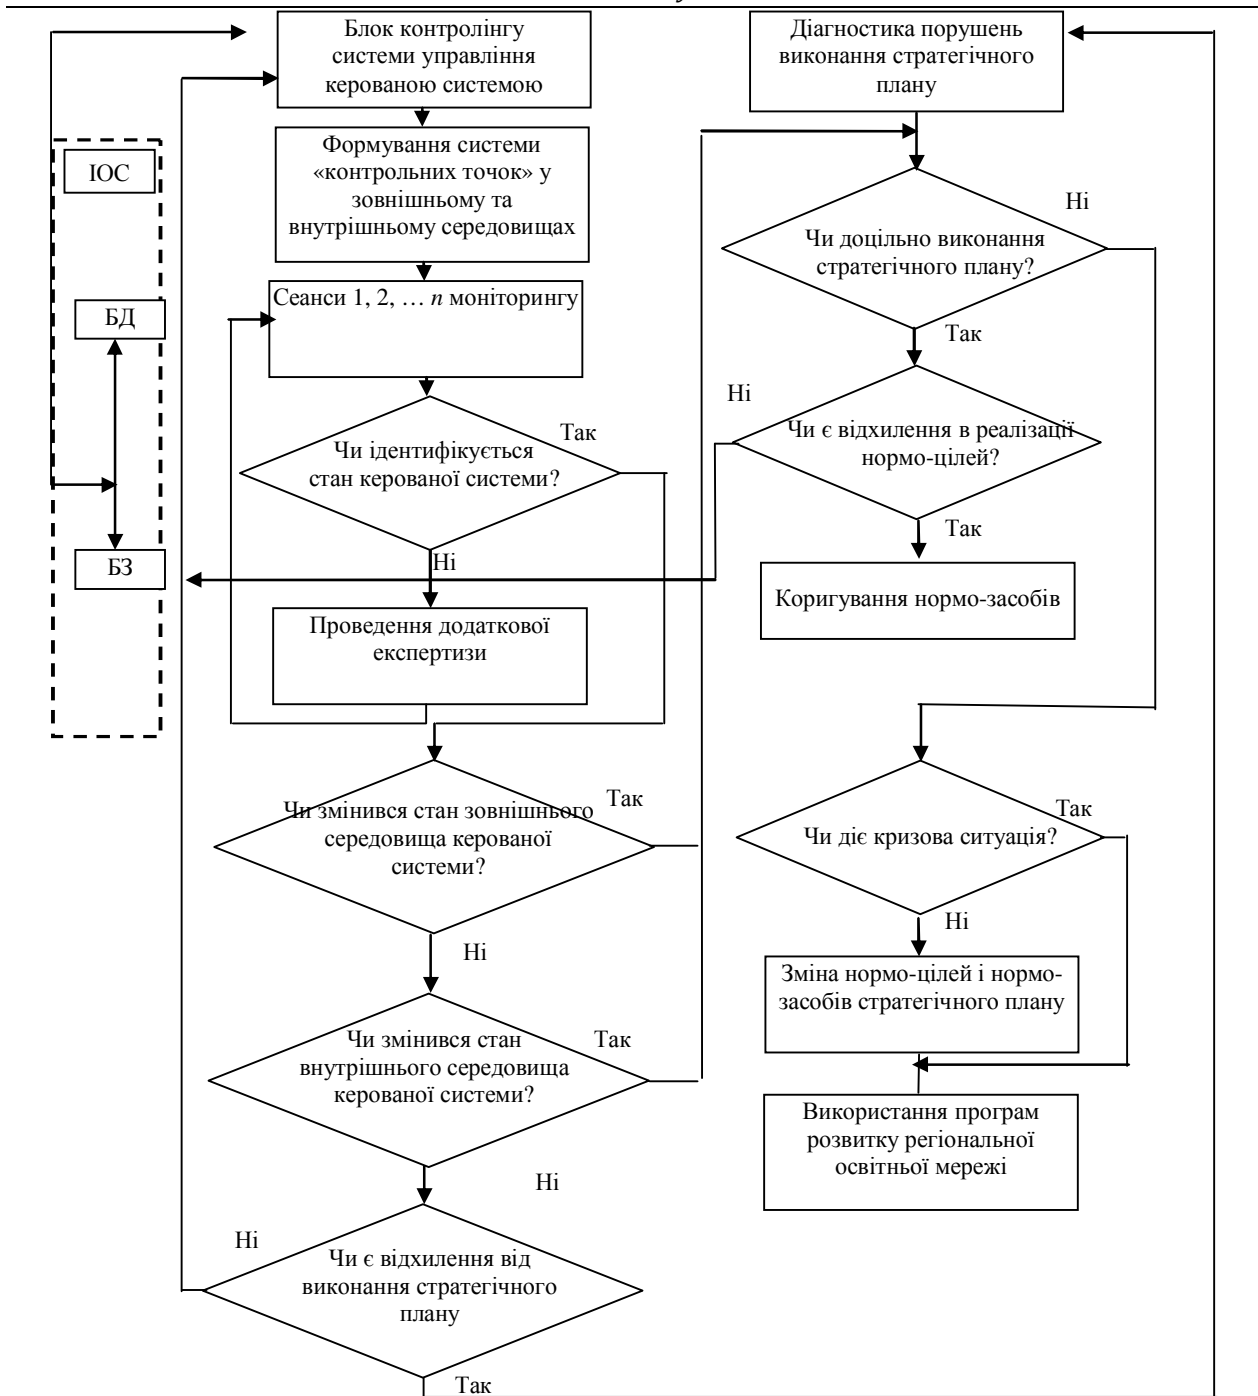 Блок контролінгу
системи управління
керованою системою
Формування системи
«контрольних точок» у
зовнішньому та
внутрішньому середовищах
ІОС
БД
БЗ
Сеанси 1, 2, … n моніторингу
Чи ідентифікується
стан керованої системи?
Так
Ні
Проведення додаткової
експертизи
Чи змінився стан зовнішнього
середовища керованої
системи?
Так
Ні
Чи змінився стан
внутрішнього середовища
керованої системи?
Так
Ні
Чи є відхилення від
виконання стратегічного
плану
Ні
Так
Діагностика порушень
виконання стратегічного
плану
Чи доцільно виконання
стратегічного плану?
Ні
Так
Чи є відхилення в реалізації
нормо-цілей?
Ні
Так
Коригування нормо-засобів
Чи діє кризова ситуація?
Так
Ні
Зміна нормо-цілей і нормо-
засобів стратегічного плану
Використання програм
розвитку регіональної
освітньої мережі